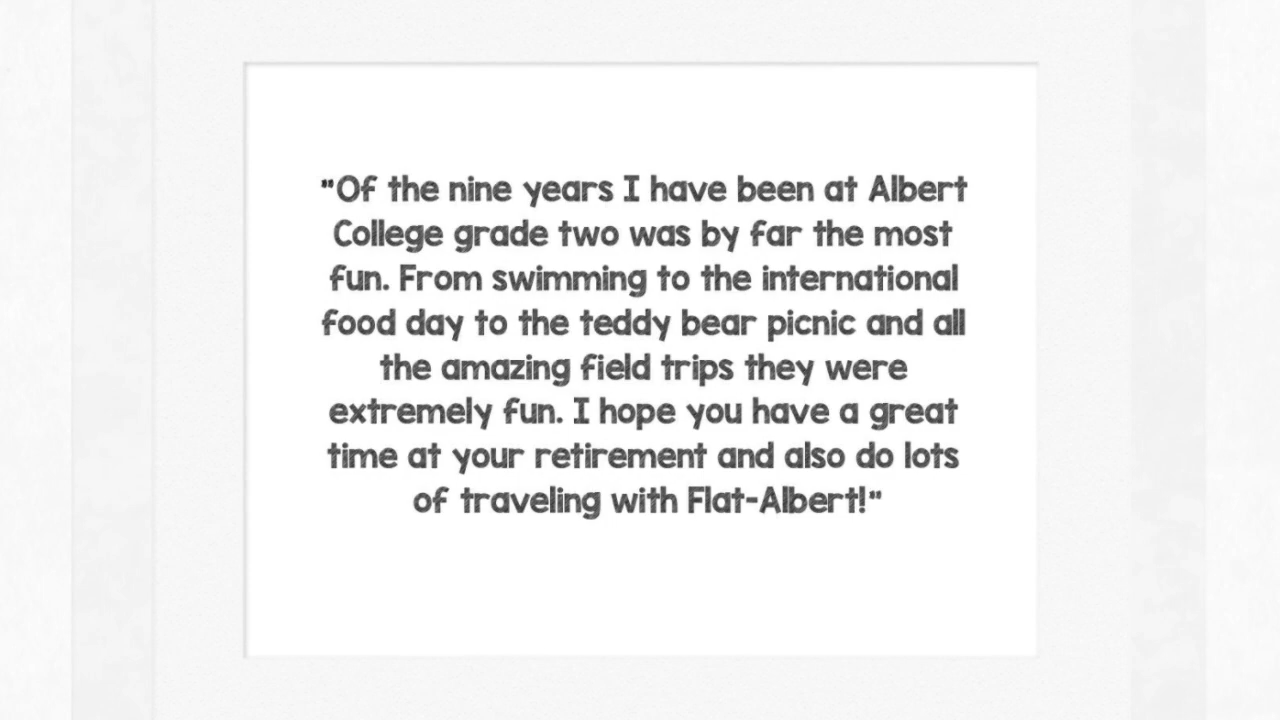 "Of the nine years I have been at Albert
College grade two was by far the most
fun. From swimming to the international
food day to the teddy bear picnic and all
the amazing field trips they were
extremely fun. I hope you have a great
time at your retirement and also do lots
of traveling with Flat-Albert!"